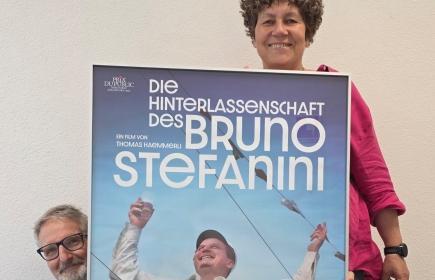 PRIX
DU PUBLIC
DIE
HINTERLASSENSCHAFT
DES BRUNO
EIN FILM VON
THOMAS HAEMMERLI
STEFANINI